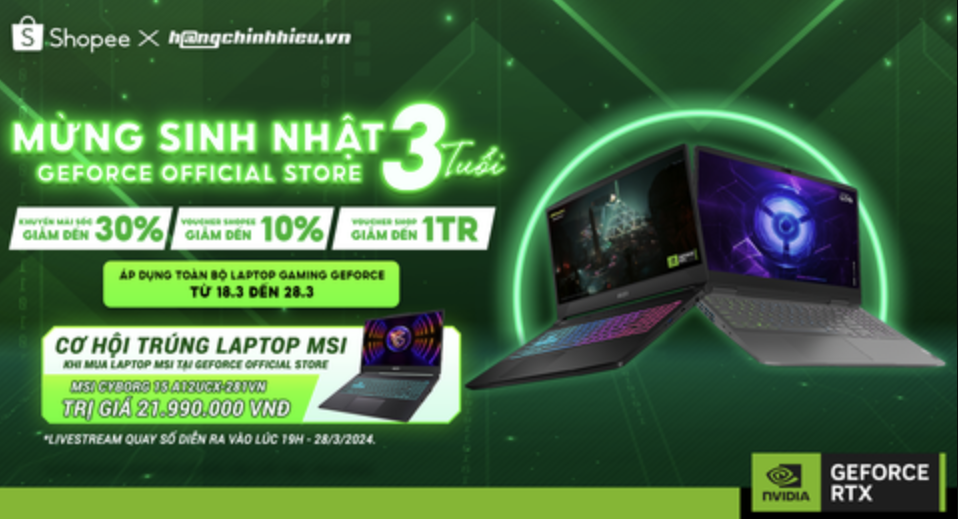 Shopee X h@ngchinhhieu.vn
MỪNG SINH NHẬT 3 Tuổi
GEFORCE OFFICIAL STORE
KHUYẾN MÃI SỐC
GIẢM ĐẾN 30%
VOUCHER SHOPEE
GIẢM ĐẾN 10%
VOUCHER SHOP
GIẢM ĐẾN 1TR
ÁP DỤNG TOÀN BỘ LAPTOP GAMING GEFORCE
TỪ 18.3 ĐẾN 28.3
CƠ HỘI TRÚNG LAPTOP MSI
KHI MUA LAPTOP MSI TẠI GEFORCE OFFICIAL STORE
MSI CYBORG 15 A12UCX-281VN
TRỊ GIÁ 21.990.000 VNĐ
*LIVESTREAM QUAY SỐ DIỄN RA VÀO LÚC 19H - 28/3/2024.
NVIDIA
GEFORCE
RTX